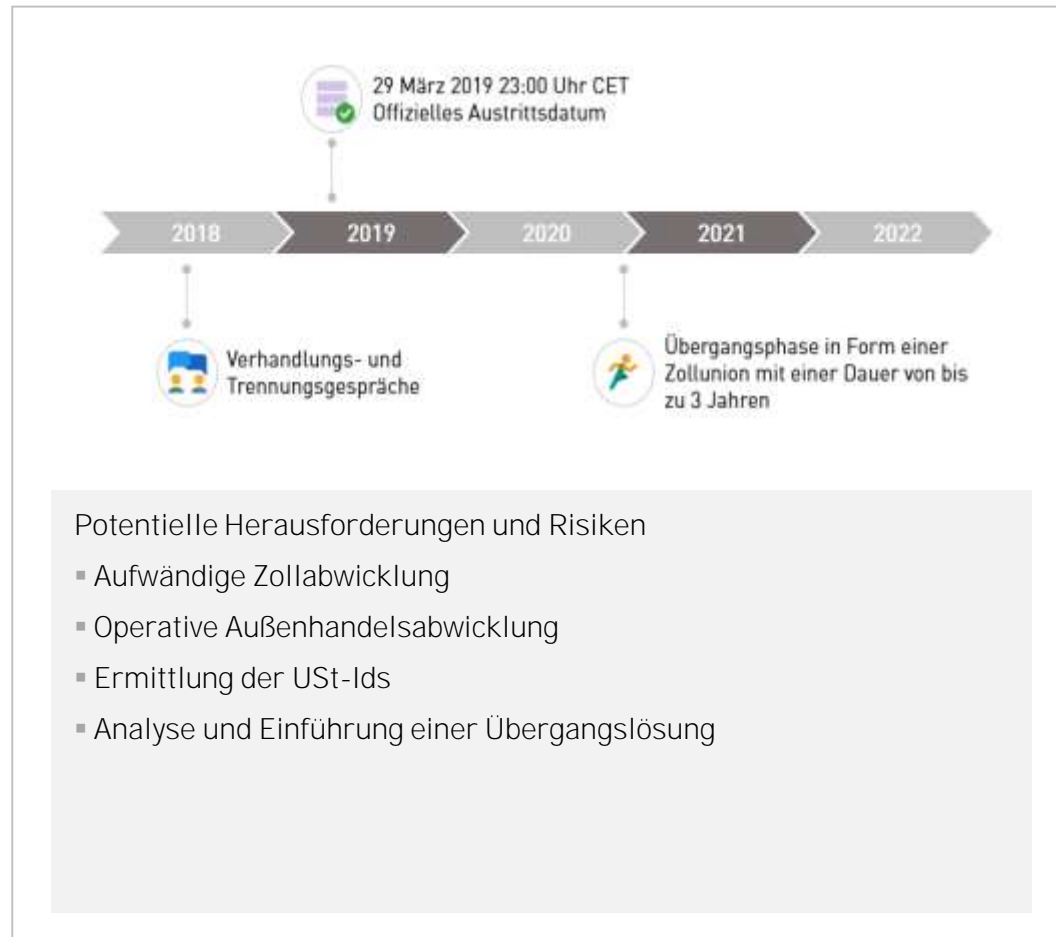 29 März 2019 23:00 Uhr CET
Offizielles Austrittsdatum
2018
2019
2020
2021
2022
Verhandlungs- und
Trennungsgespräche
Übergangsphase in Form einer
Zollunion mit einer Dauer von bis
zu 3 Jahren
Potentielle Herausforderungen und Risiken
▪ Aufwändige Zollabwicklung
▪ Operative Außenhandelsabwicklung
▪ Ermittlung der USt-Ids
▪ Analyse und Einführung einer Übergangslösung